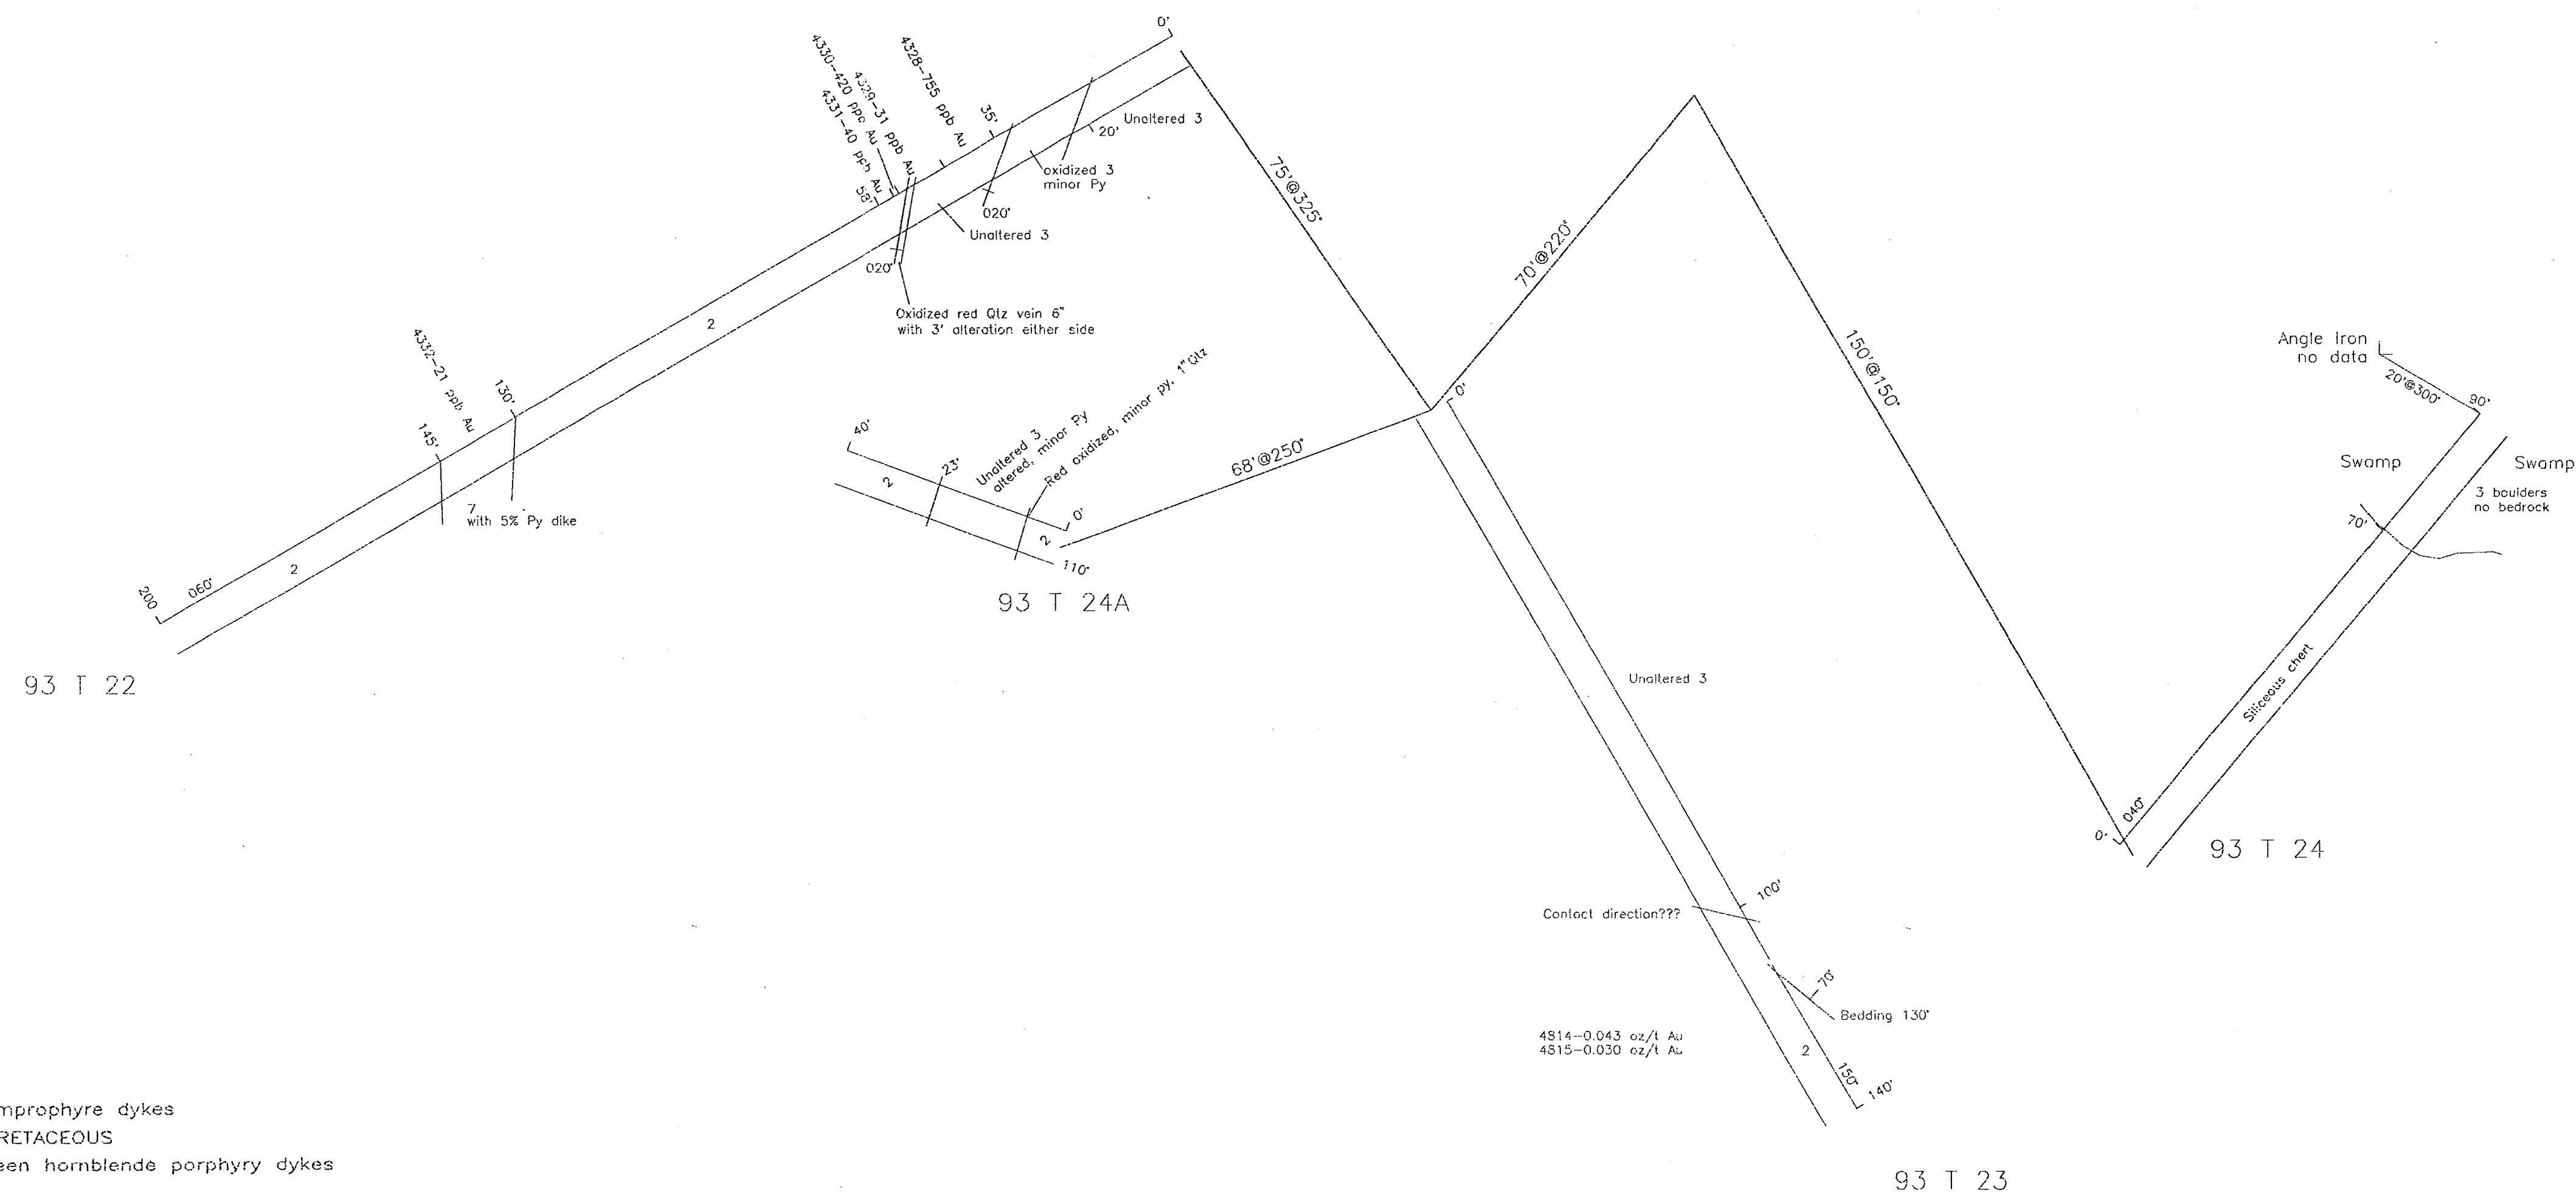 0'
4328-755 ppb Au
4329-31 ppb Au
4330-420 ppb Au
4331-40 ppb Au
35'
58'
20'
Unaltered 3
oxidized 3
minor Py
020°
Unaltered 3
020°
Oxidized red Qtz vein 6"
with 3' alteration either side
2
4332-21 ppb Au
130'
145'
7
with 5% Py dike
2
060°
200
93 T 22
75'@325°
70'@220°
150'@150°
68'@250°
40'
23'
2
Unaltered 3
altered, minor Py
Red oxidized, minor py, 1" Qtz
0'
2
110°
93 T 24A
0'
Unaltered 3
100'
Contact direction???
70°
Bedding 130°
4814-0.043 oz/t Au
4815-0.030 oz/t Au
2
150°
140'
93 T 23
Angle Iron
no data
20'@300°
90'
Swamp
Swamp
3 boulders
no bedrock
70'
Siliceous chert
040°
0'
93 T 24
mprophyre dykes
RETACEOUS
een hornblende porphyry dykes